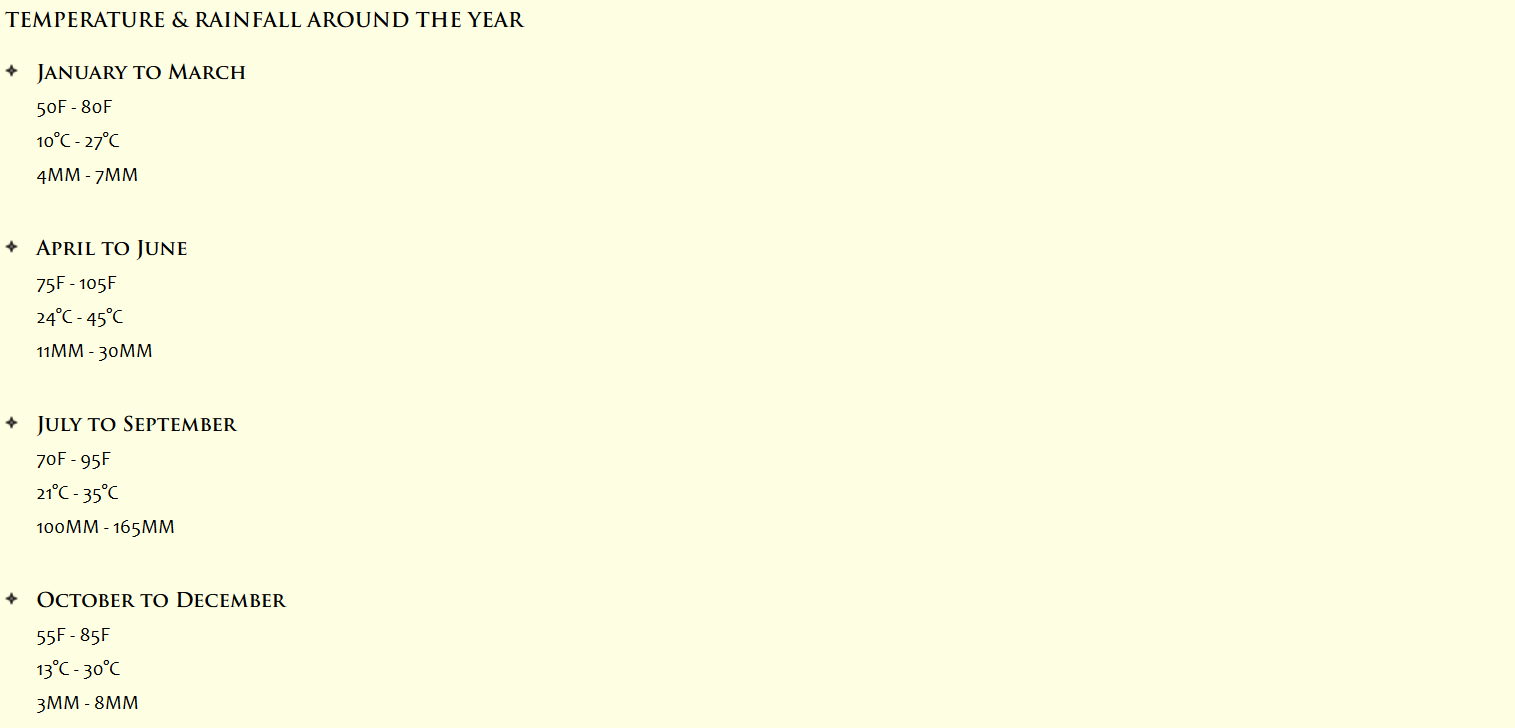 TEMPERATURE & RAINFALL AROUND THE YEAR
January to March
50F - 80F
10°C - 27°C
4MM - 7MM
April to June
75F - 105F
24°C - 45°C
11MM - 30MM
July to September
70F - 95F
21°C - 35°C
100MM - 165MM
October to December
55F - 85F
13°C - 30°C
3MM - 8MM